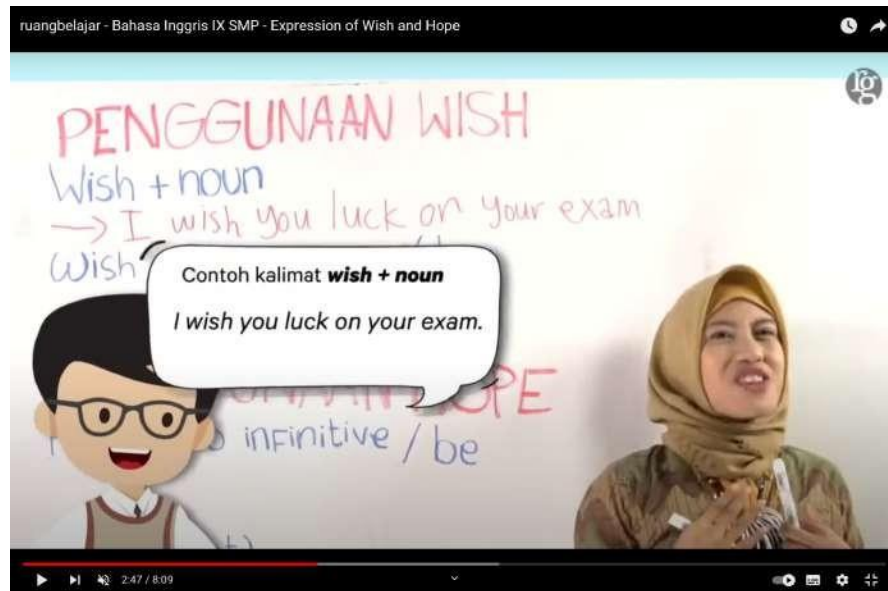 ruangbelajar - Bahasa Inggris IX SMP - Expression of Wish and Hope
rg
PENGGUNAAN WISH
Wish + noun
→ I wish you luck on your exam
Wish
Contoh kalimat wish + noun
I wish you luck on your exam.
infinitive / be
2:47 / 8:09